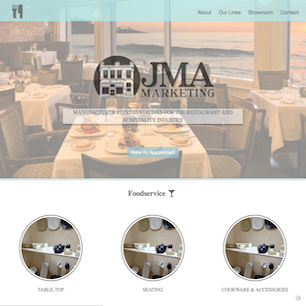 About Our Lines Showroom Contact
JMA
MARKETING
MANUFACTURER REPRESENTATIVES FOR THE RESTAURANT AND
HOSPITALITY INDUSTRY
Make An Appointment
Foodservice
TABLE-TOP SEATING COOKWARE & ACCESSORIES